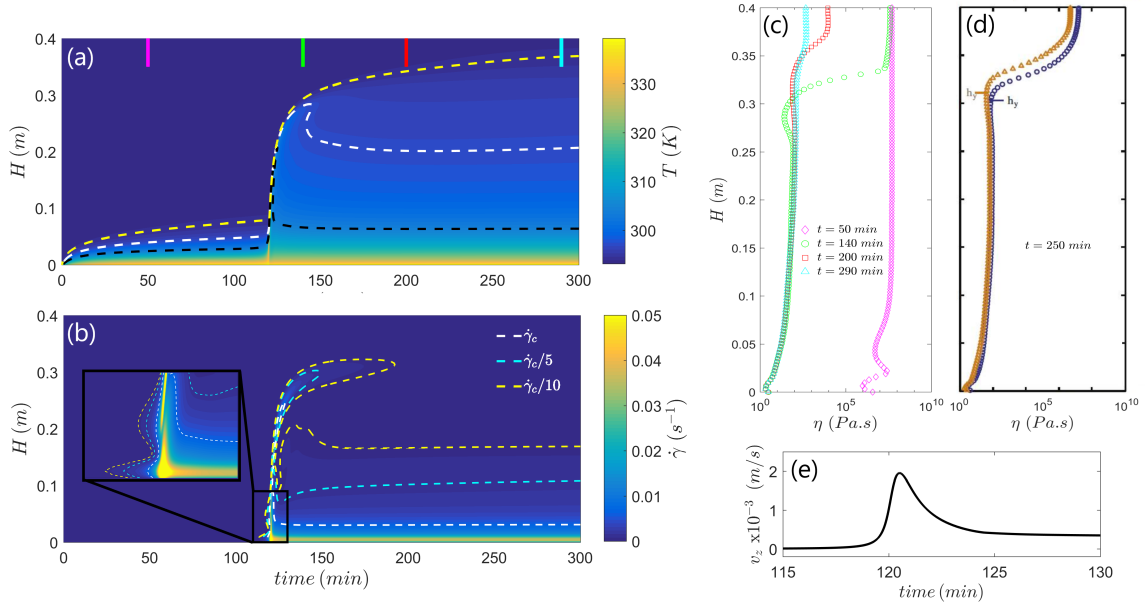 (a)
0.4
0.3
0.2
0.1
0
H (m)
0 50 100 150 200 250 300
330
320
310
300
T (K)
(b)
0.4
0.3
0.2
0.1
0
H (m)
0 50 100 150 200 250 300
time (min)
γ̇c
γ̇c/5
γ̇c/10
0.05
0.04
0.03
0.02
0.01
0
γ̇ (s⁻¹)
(c)
0.4
0.35
0.3
0.25
0.2
0.15
0.1
0.05
0
H (m)
t = 50 min
t = 140 min
t = 200 min
t = 290 min
10⁰ 10⁵ 10¹⁰
η (Pa.s)
(d)
hy
hy
t = 250 min
10⁰ 10² 10⁵ 10¹⁰
η (Pa.s)
(e)
2
1
0
vz x10⁻³ (m/s)
115 120 125 130
time (min)